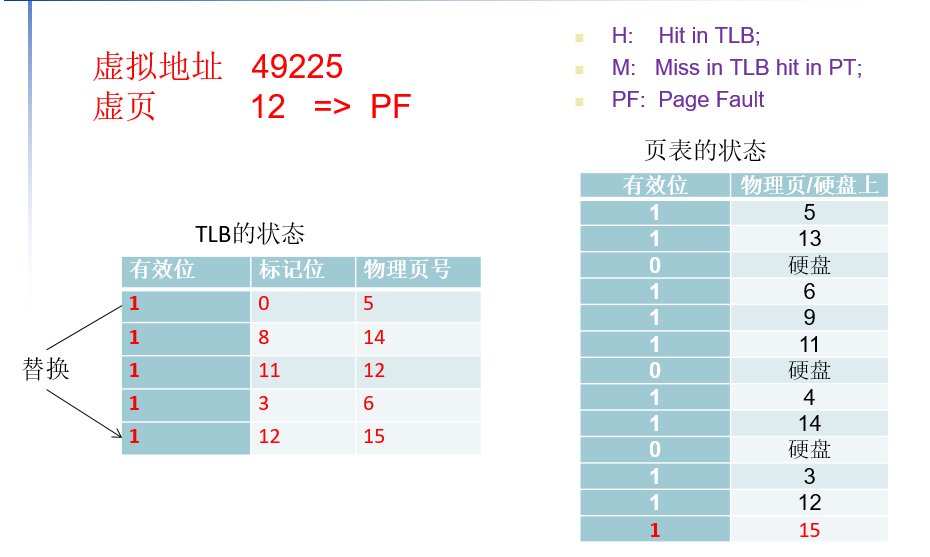 虚拟地址 49225
虚页 12 => PF
H: Hit in TLB;
M: Miss in TLB hit in PT;
PF: Page Fault
页表的状态
有效位 物理页/硬盘上
1 5
1 13
0 硬盘
1 6
1 9
1 11
0 硬盘
1 4
1 14
0 硬盘
1 3
1 12
1 15
TLB的状态
有效位 标记位 物理页号
1 0 5
1 8 14
1 11 12
1 3 6
1 12 15
替换